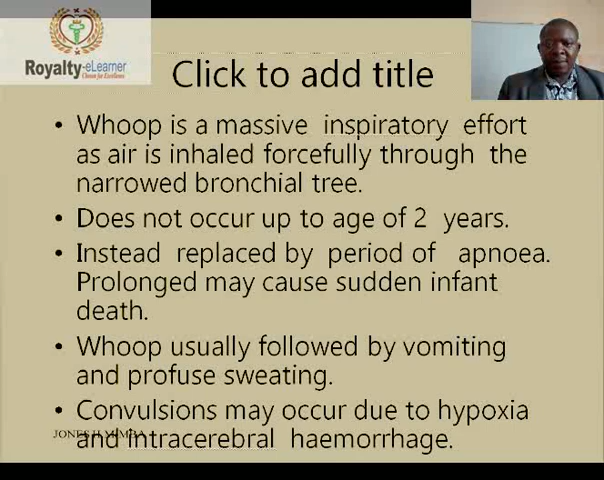 Royalty-eLearner
Click to add title
• Whoop is a massive inspiratory effort
as air is inhaled forcefully through the
narrowed bronchial tree.
• Does not occur up to age of 2 years.
• Instead replaced by period of apnoea.
Prolonged may cause sudden infant
death.
• Whoop usually followed by vomiting
and profuse sweating.
• Convulsions may occur due to hypoxia
JONES H MIMBA
and intracerebral haemorrhage.